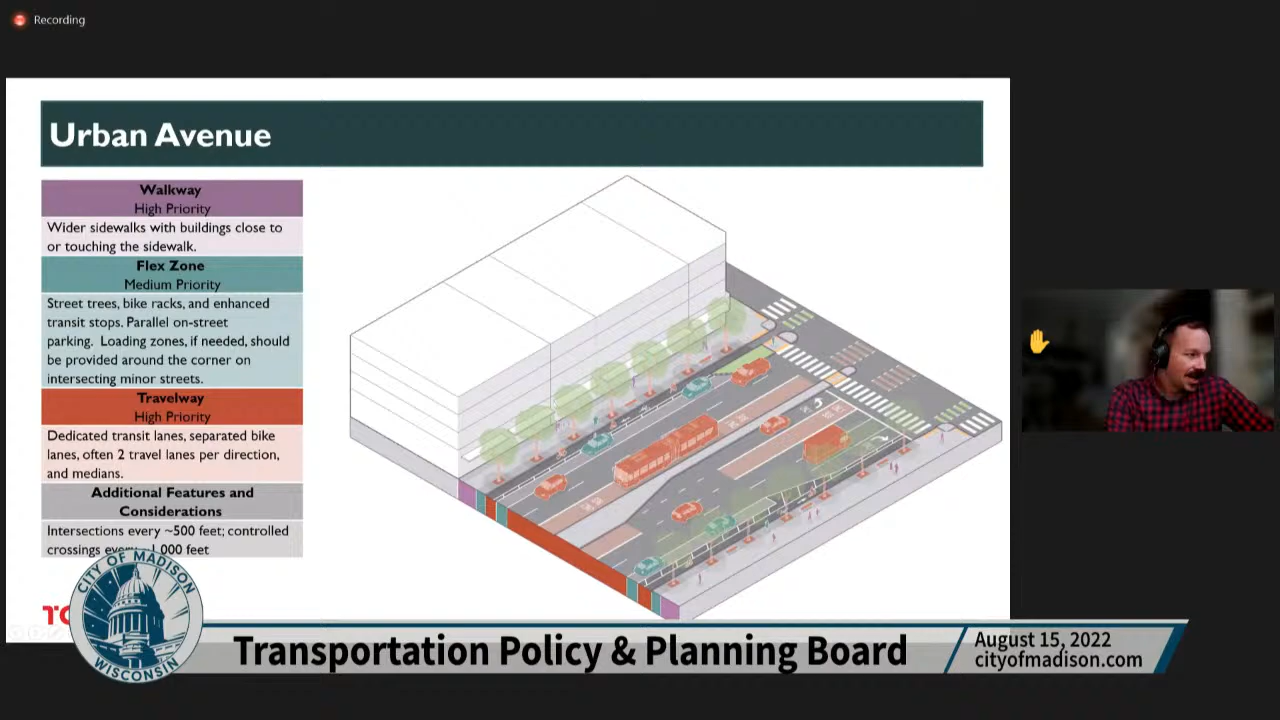 Recording
Urban Avenue
Walkway
High Priority
Wider sidewalks with buildings close to
or touching the sidewalk.
Flex Zone
Medium Priority
Street trees, bike racks, and enhanced
transit stops. Parallel on-street
parking. Loading zones, if needed, should
be provided around the corner on
intersecting minor streets.
Travelway
High Priority
Dedicated transit lanes, separated bike
lanes, often 2 travel lanes per direction,
and medians.
Additional Features and
Considerations
Intersections every ~500 feet; controlled
crossings 000 feet
CITY OF MADISON
WISCONSIN
Transportation Policy & Planning Board
August 15, 2022
cityofmadison.com